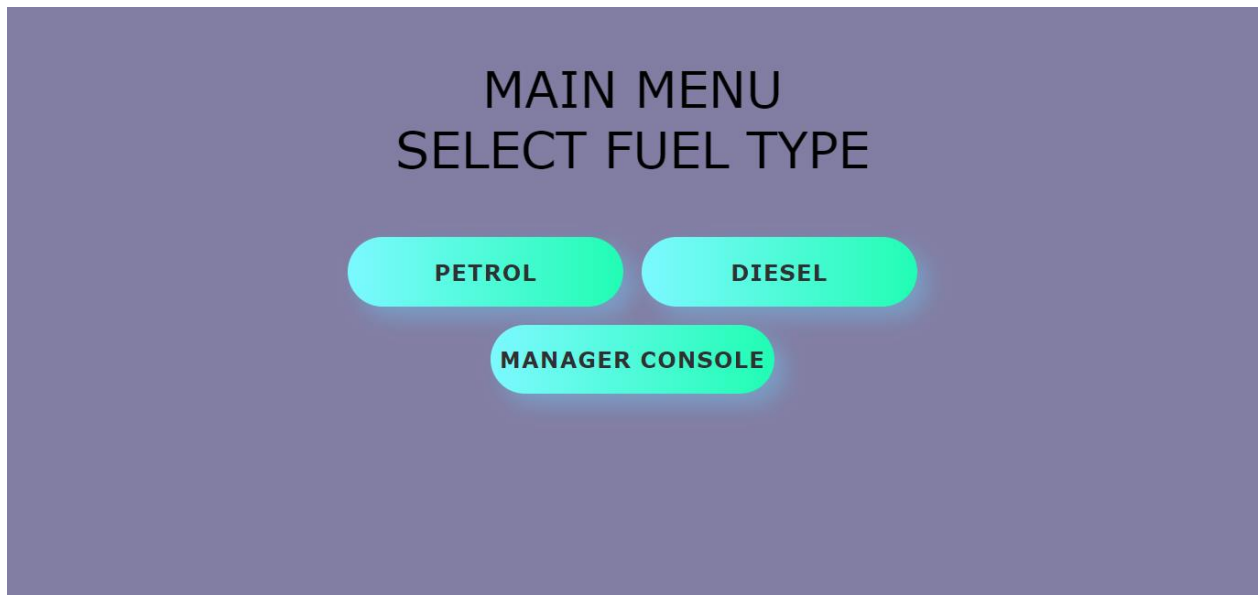 MAIN MENU
SELECT FUEL TYPE
PETROL
DIESEL
MANAGER CONSOLE